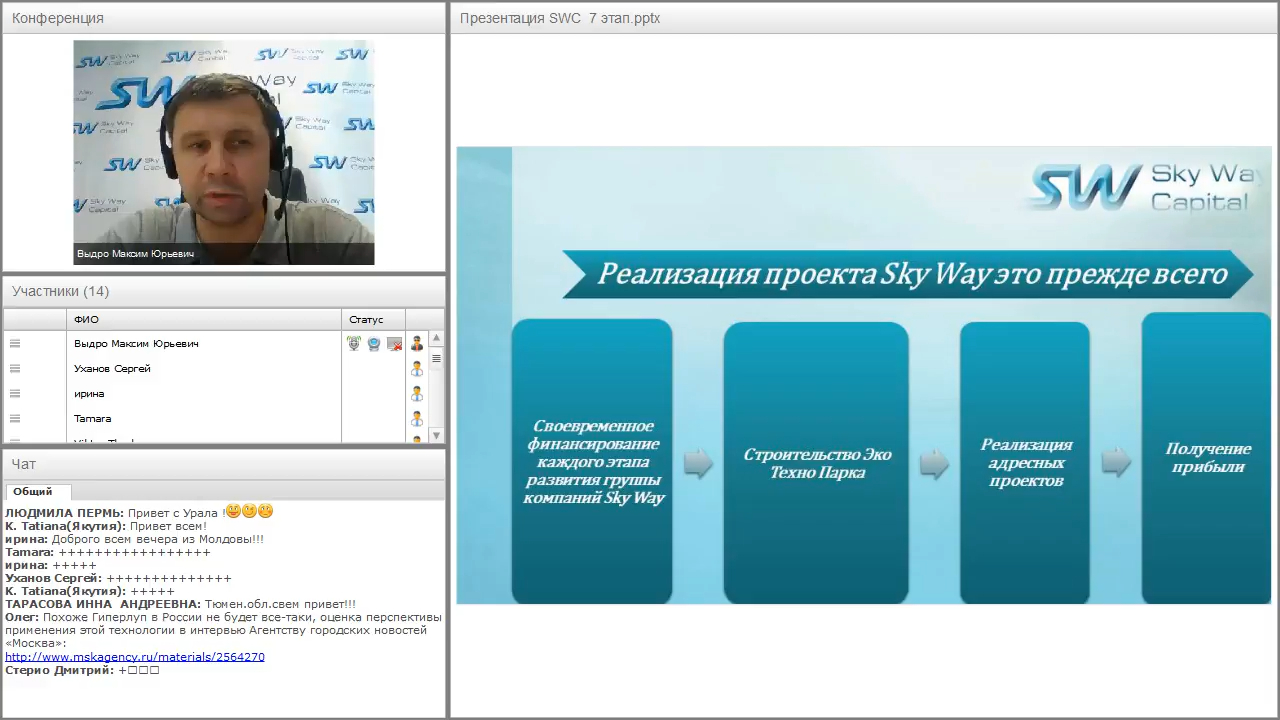 Конференция
SW Sky Way Capital
Выдро Максим Юрьевич
Участники (14)
ФИО
Статус
Выдро Максим Юрьевич
Уханов Сергей
ирина
Tamara
Чат
Общий
ЛЮДМИЛА ПЕРМЬ: Привет с Урала !
К. Tatiana(Якутия): Привет всем!
ирина: Доброго всем вечера из Молдовы!!!
Tamara: +++++++++++++++++
ирина: +++++
Уханов Сергей: ++++++++++++++
К. Tatiana(Якутия): +++++
ТАРАСОВА ИННА АНДРЕЕВНА: Тюмен.обл.свем привет!!!
Олег: Похоже Гиперлуп в России не будет все-таки, оценка перспективы
применения этой технологии в интервью Агентству городских новостей
«Москва»:
http://www.mskagency.ru/materials/2564270
Стерио Дмитрий: +□□□
Презентация SWC 7 этап.pptx
SW Sky Way
Capital
Реализация проекта Sky Way это прежде всего
Своевременное
финансирование
каждого этапа
развития группы
компаний Sky Way
Строительство Эко
Техно Парка
Реализация
адресных
проектов
Получение
прибыли